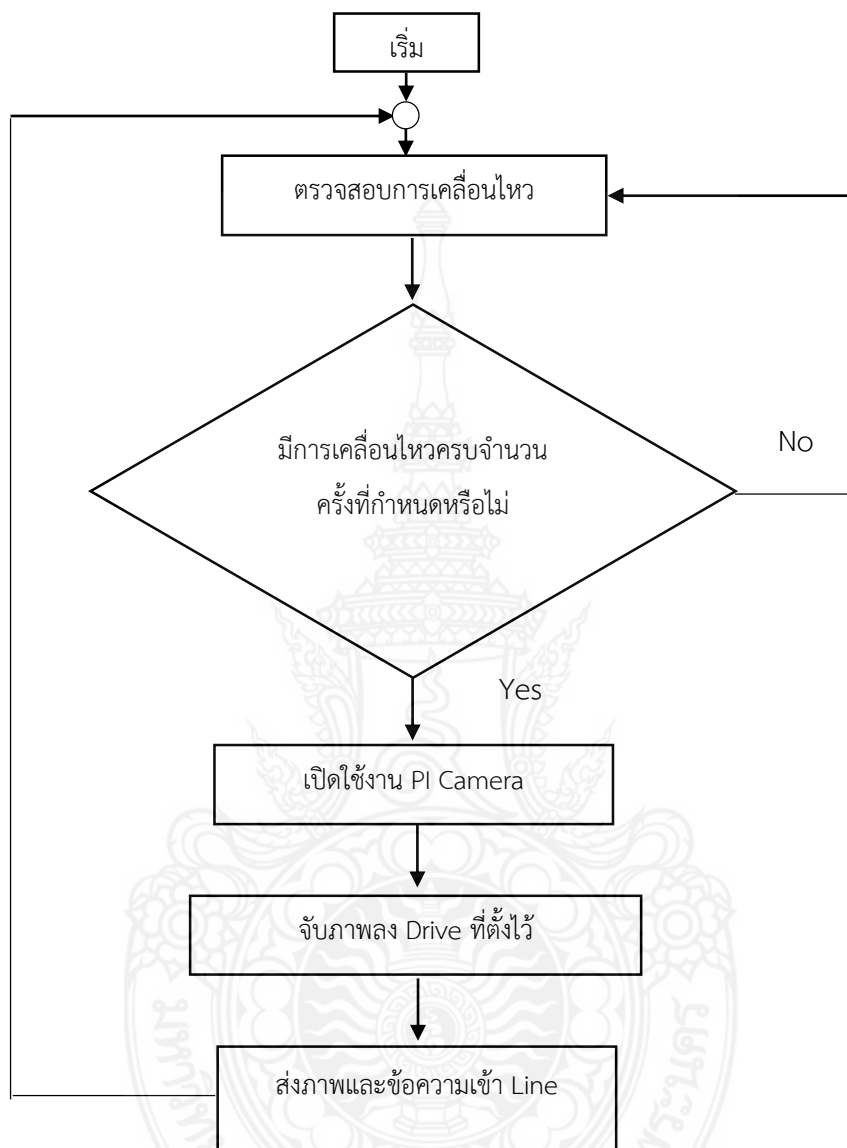 เริ่ม
ตรวจสอบการเคลื่อนไหว
มีการเคลื่อนไหวครบจำนวน
ครั้งที่กำหนดหรือไม่
No
Yes
เปิดใช้งาน PI Camera
จับภาพลง Drive ที่ตั้งไว้
ส่งภาพและข้อความเข้า Line